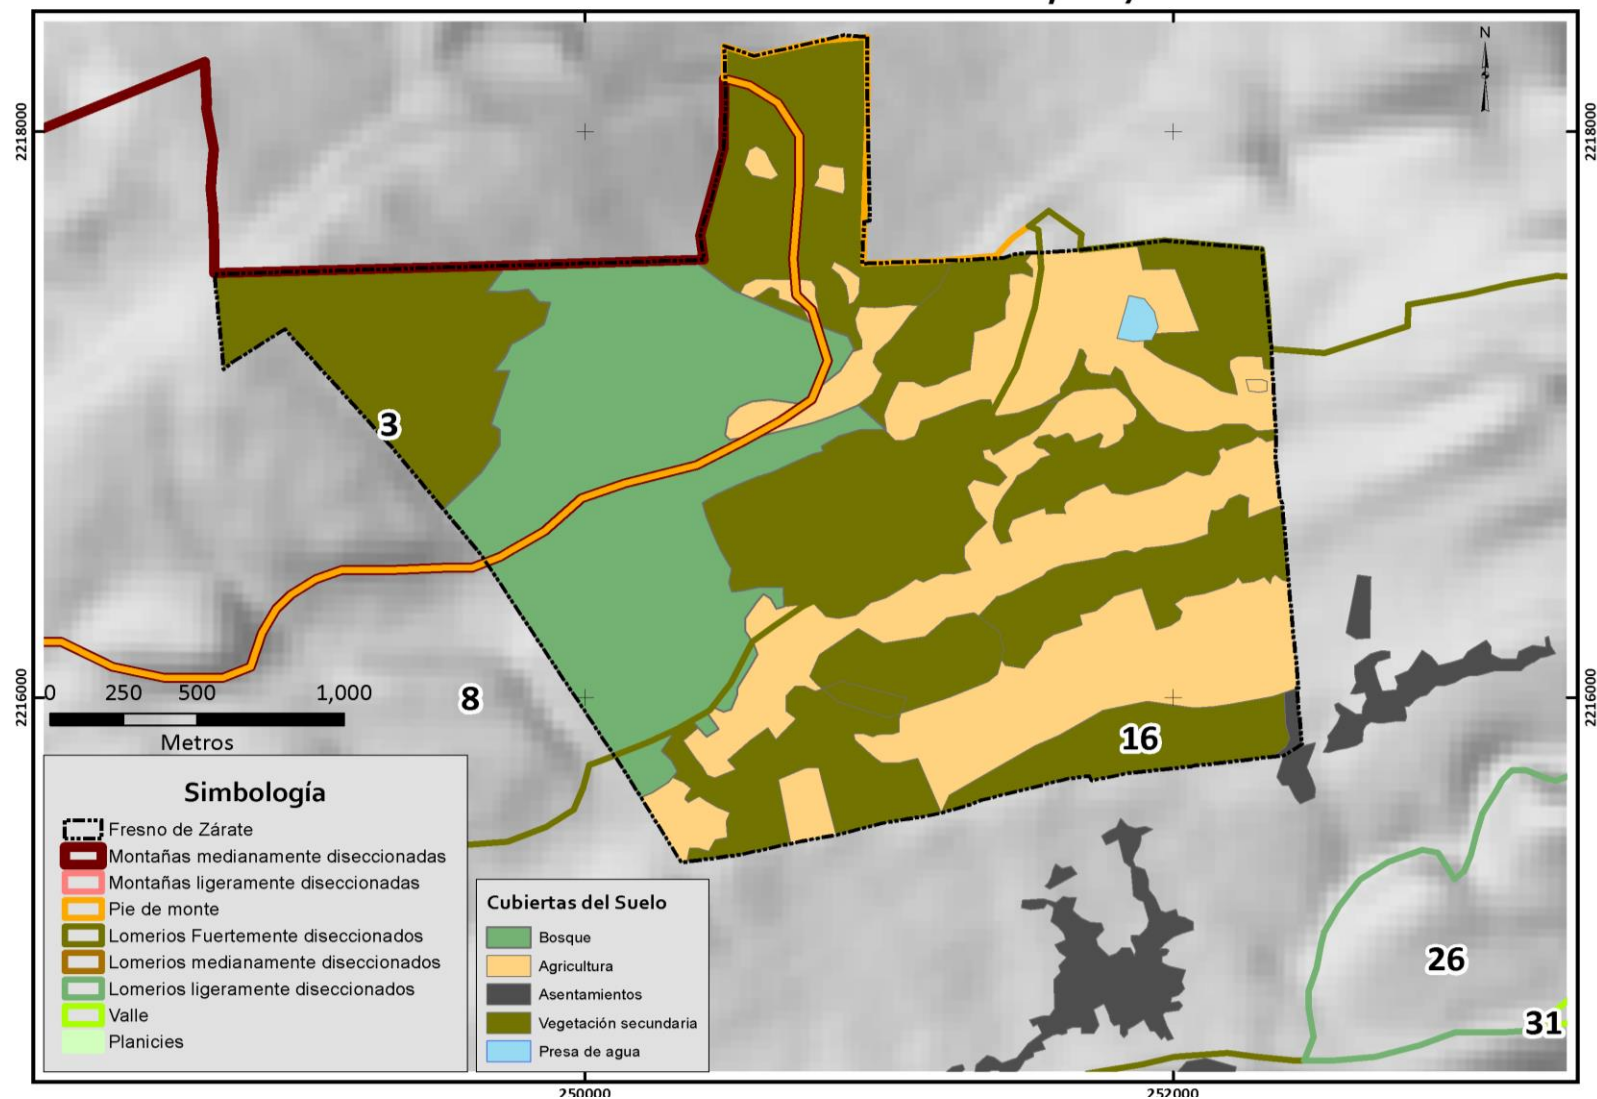 N
2218000
2218000
3
2216000
2216000
8
0 250 500 1,000
Metros
16
Simbología
Fresno de Zárate
Montañas medianamente diseccionadas
Montañas ligeramente diseccionadas
Pie de monte
Lomerios Fuertemente diseccionados
Lomerios medianamente diseccionados
Lomerios ligeramente diseccionados
Valle
Planicies
Cubiertas del Suelo
Bosque
Agricultura
Asentamientos
Vegetación secundaria
Presa de agua
26
31
250000
252000